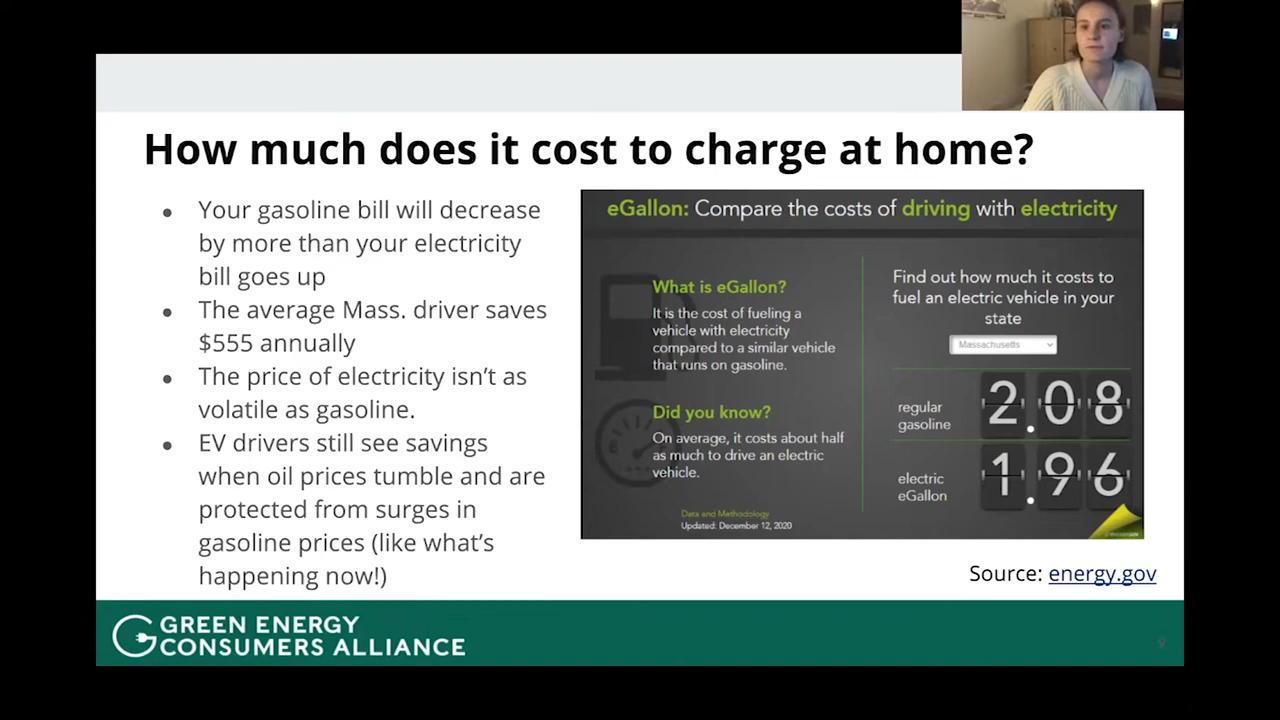 How much does it cost to charge at home?
● Your gasoline bill will decrease
by more than your electricity
bill goes up
● The average Mass. driver saves
$555 annually
● The price of electricity isn't as
volatile as gasoline.
● EV drivers still see savings
when oil prices tumble and are
protected from surges in
gasoline prices (like what's
happening now!)
eGallon: Compare the costs of driving with electricity
What is eGallon?
It is the cost of fueling a
vehicle with electricity
compared to a similar vehicle
that runs on gasoline.
Did you know?
On average, it costs about half
as much to drive an electric
vehicle.
Data and Methodology
Updated: December 12, 2020
Find out how much it costs to
fuel an electric vehicle in your
state
Massachusetts
regular
gasoline
2.08
electric
eGallon
1.96
Source: energy.gov
GREEN ENERGY
CONSUMERS ALLIANCE
9